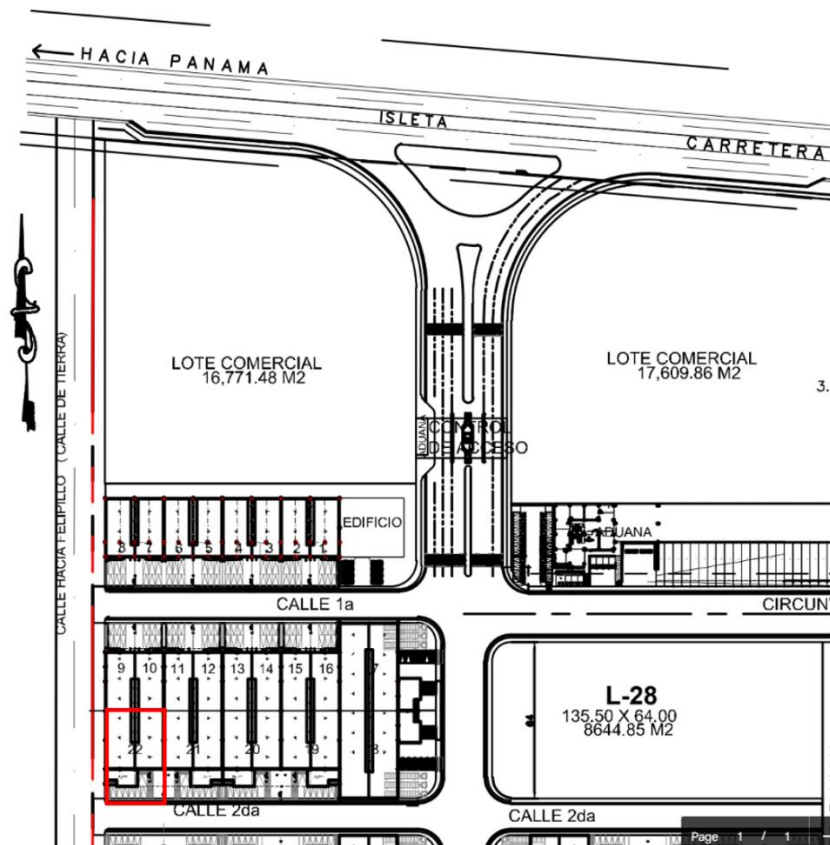 HACIA PANAMA
ISLETA
CARRETERA
LOTE COMERCIAL
16,771.48 M2
LOTE COMERCIAL
17,609.86 M2
3.
CALLE HACIA FELIPILLO (CALLE DE TIERRA)
ADUANA
CONTROL
DE ACCESO
EDIFICIO
ADUANA
8 7 6 5 4 3 2 1
CALLE 1a
CIRCUN
9 10 11 12 13 14 15 16
L-28
135.50 X 64.00
8644.85 M2
64
22 21 20 19
CALLE 2da
CALLE 2da
Page 1 / 1